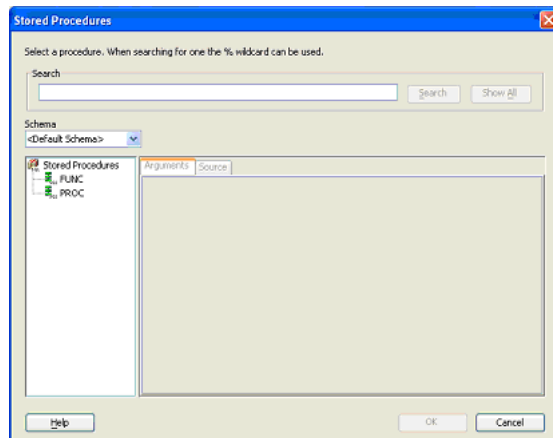 Stored Procedures
Select a procedure. When searching for one the % wildcard can be used.
Search
Search
Show All
Schema
<Default Schema>
Stored Procedures
FUNC
PROC
Arguments
Source
Help
OK
Cancel